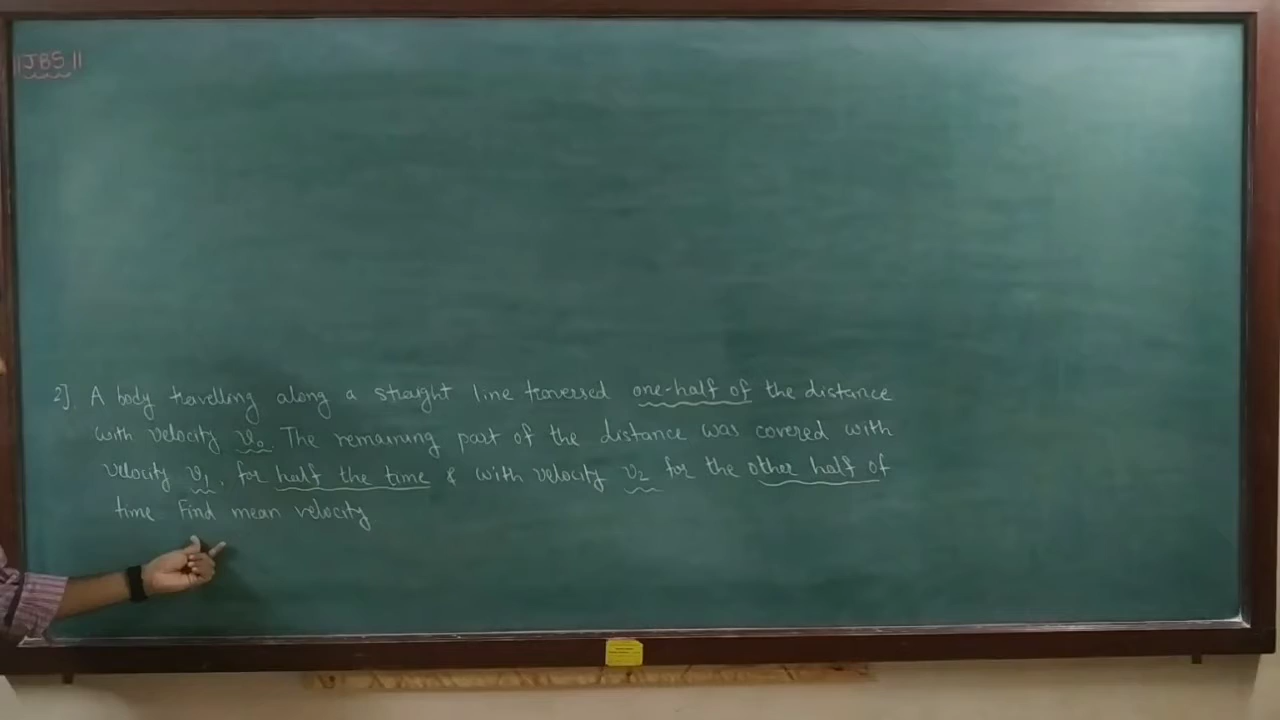 ||JBS||
2] A body travelling along a straight line traversed one-half of the distance
with velocity v₀. The remaining part of the distance was covered with
velocity v₁, for half the time & with velocity v₂ for the other half of
time Find mean velocity